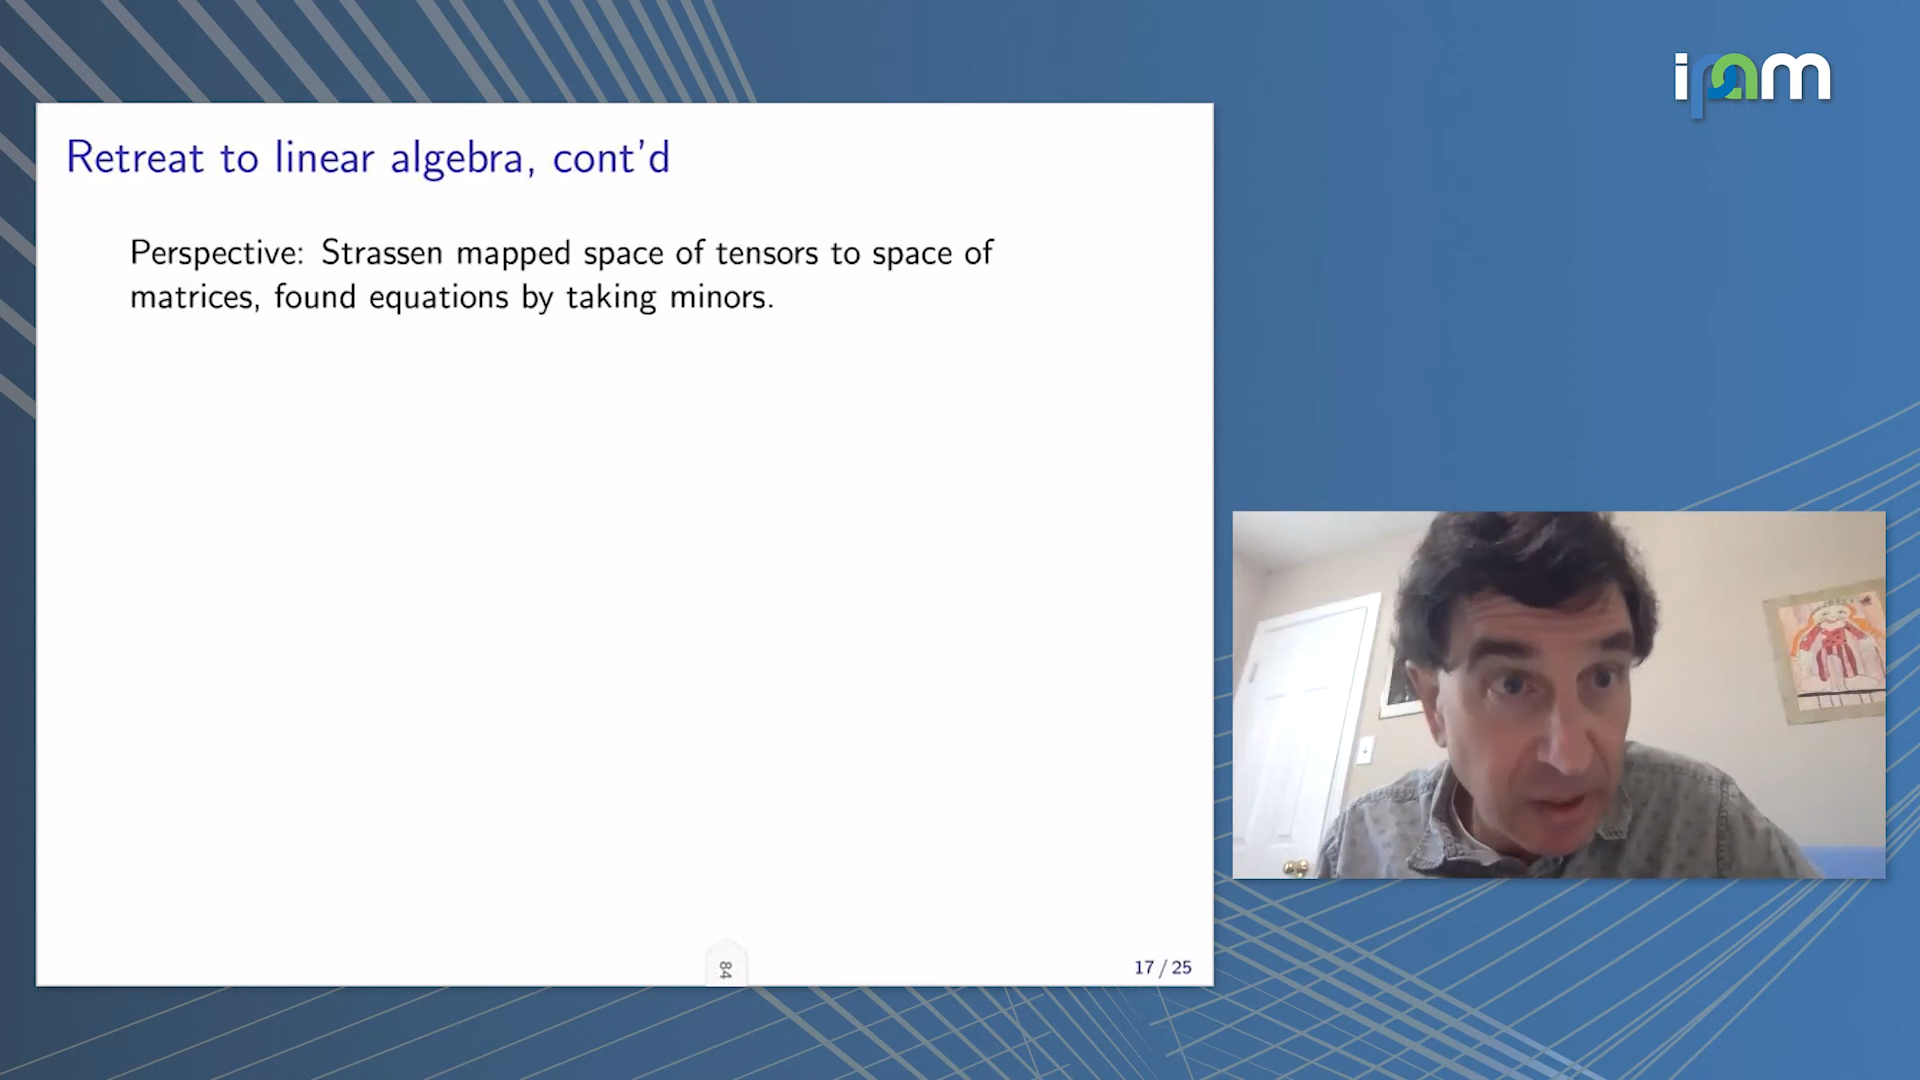 ipam
Retreat to linear algebra, cont'd
Perspective: Strassen mapped space of tensors to space of
matrices, found equations by taking minors.
84
17 / 25